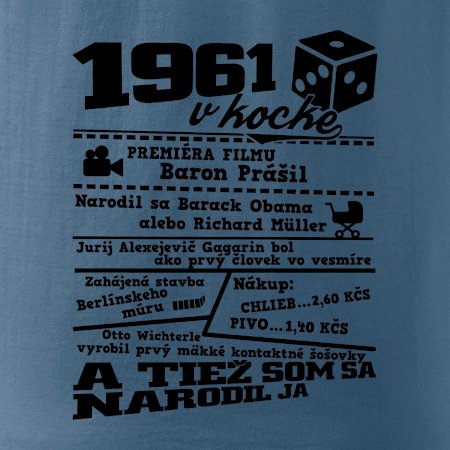 1961
v kocke
PREMIÉRA FILMU
Baron Prášil
Narodil sa Barack Obama
alebo Richard Müller
Jurij Alexejevič Gagarin bol
ako prvý človek vo vesmíre
Zahájená stavba
Berlínskeho
múru
Nákup:
CHLIEB...2,60 KČS
PIVO...1,40 KČS
Otto Wichterle
vyrobil prvý mäkké kontaktné šošovky
A TIEŽ SOM SA
NARODIL JA